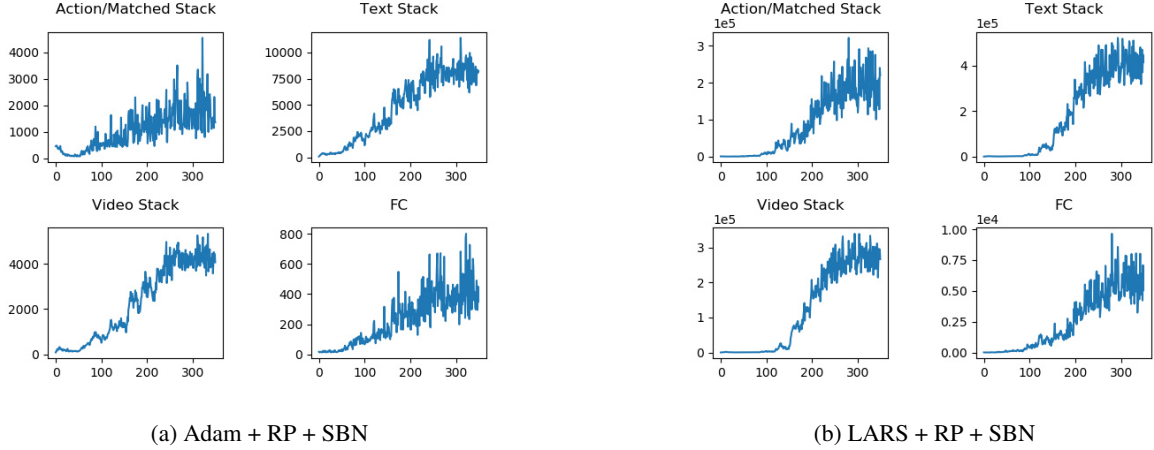 Action/Matched Stack
4000
3000
2000
1000
0
0 100 200 300
Text Stack
10000
7500
5000
2500
0
0 100 200 300
Video Stack
4000
2000
0
0 100 200 300
FC
800
600
400
200
0
0 100 200 300
(a) Adam + RP + SBN
Action/Matched Stack
1e5
3
2
1
0
0 100 200 300
Text Stack
1e5
4
2
0
0 100 200 300
Video Stack
1e5
3
2
1
0
0 100 200 300
FC
1e4
1.00
0.75
0.50
0.25
0.00
0 100 200 300
(b) LARS + RP + SBN